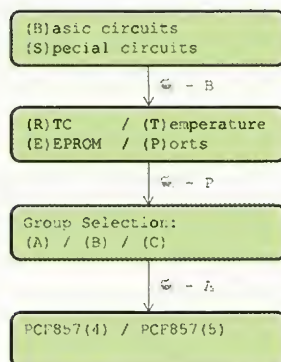 (B)asic circuits
(S)pecial circuits
- B
(R)TC / (T)emperature
(E)EPROM / (P)orts
- P
Group Selection:
(A) / (B) / (C)
- A
PCF857(4) / PCF857(5)